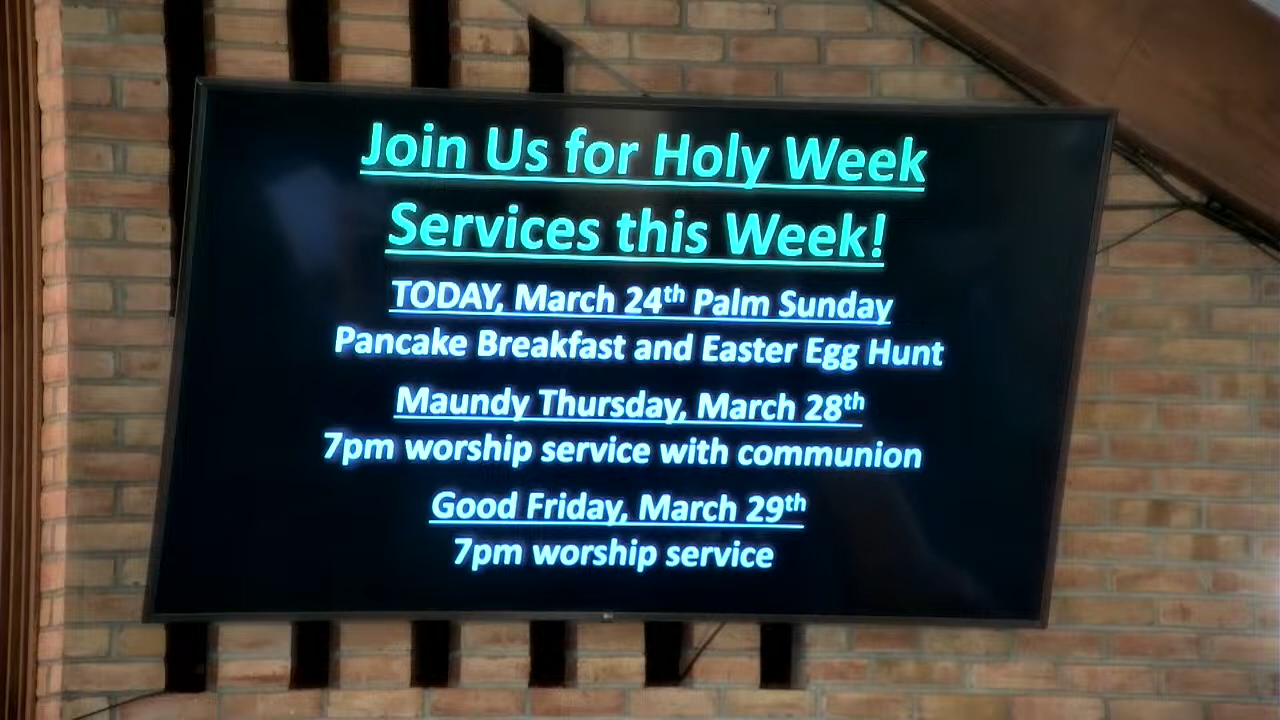 Join Us for Holy Week
Services this Week!
TODAY, March 24th Palm Sunday
Pancake Breakfast and Easter Egg Hunt
Maundy Thursday, March 28th
7pm worship service with communion
Good Friday, March 29th
7pm worship service